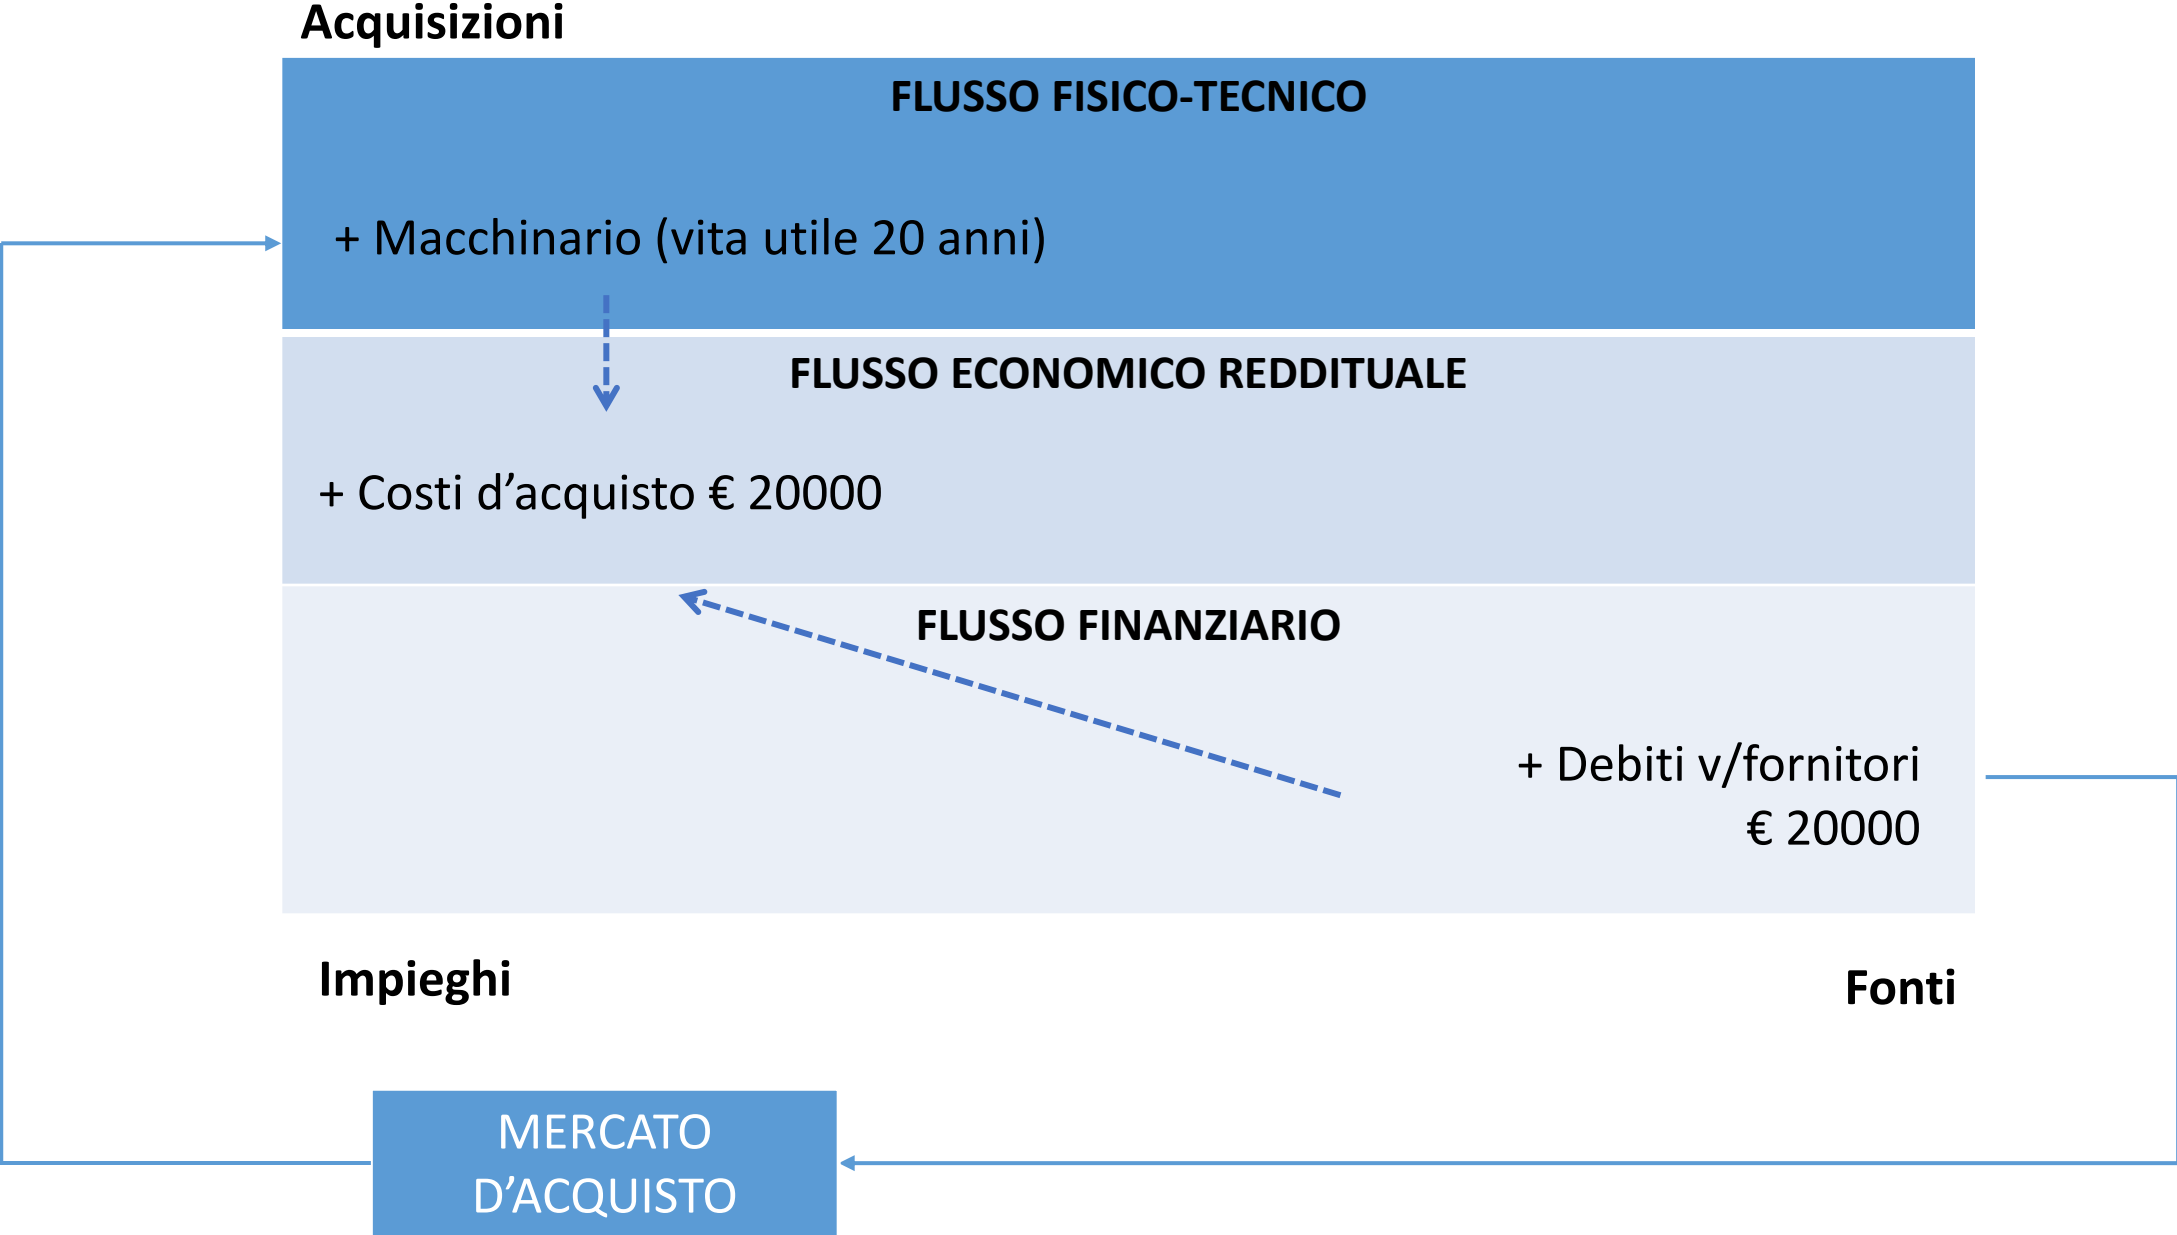 Acquisizioni
FLUSSO FISICO-TECNICO
+ Macchinario (vita utile 20 anni)
FLUSSO ECONOMICO REDDITUALE
+ Costi d’acquisto € 20000
FLUSSO FINANZIARIO
+ Debiti v/fornitori
€ 20000
Impieghi
Fonti
MERCATO
D’ACQUISTO